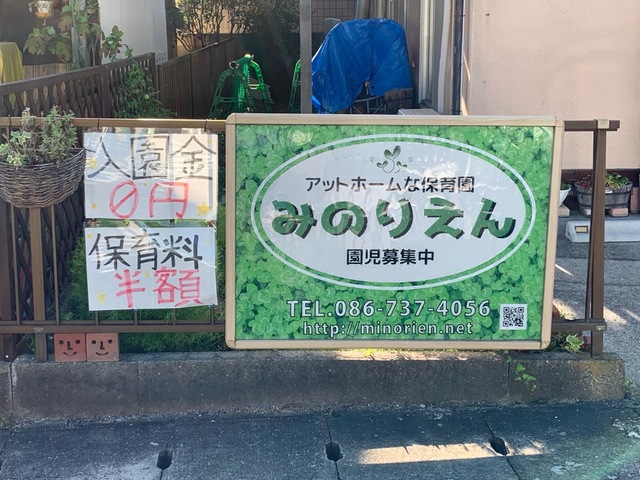 入園金
0円
保育料
半額
アットホームな保育園
みのりえん
園児募集中
TEL.086-737-4056
http://minorien.net